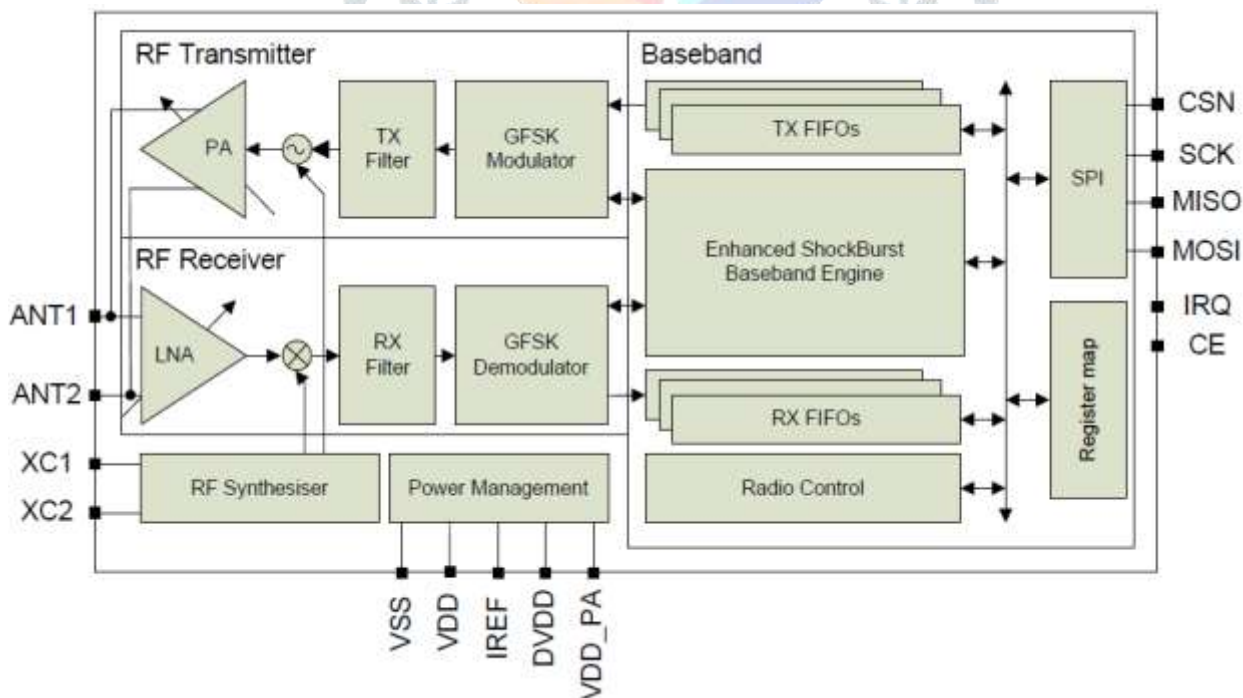 RF Transmitter
Baseband
PA
TX
Filter
GFSK
Modulator
TX FIFOs
SPI
CSN
SCK
MISO
MOSI
Enhanced ShockBurst
Baseband Engine
RF Receiver
ANT1
ANT2
LNA
RX
Filter
GFSK
Demodulator
IRQ
CE
RX FIFOs
Register map
XC1
XC2
RF Synthesiser
Power Management
Radio Control
VSS
VDD
IREF
DVDD
VDD_PA